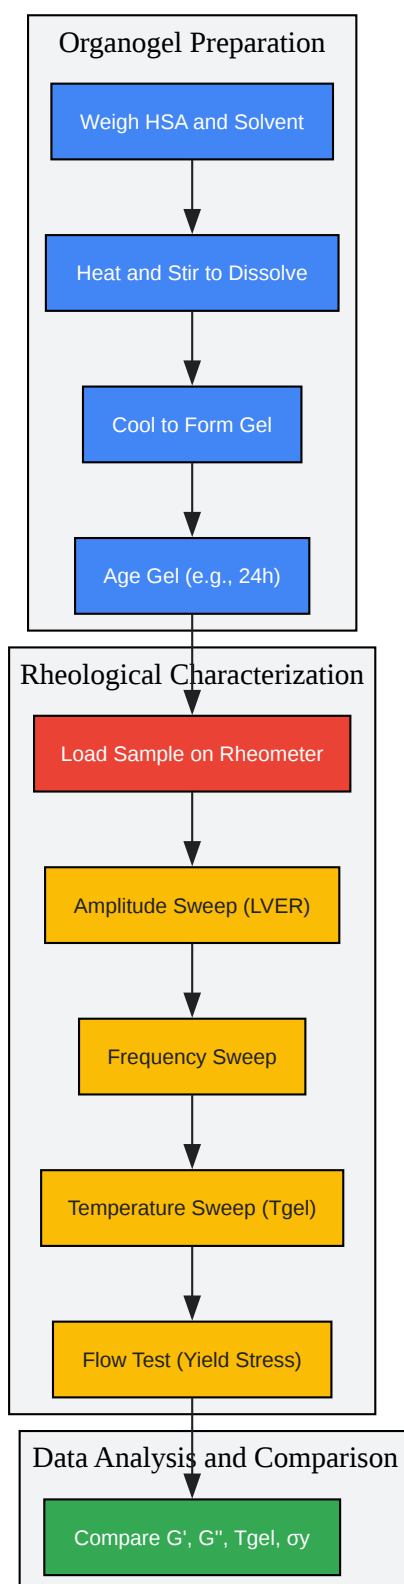 Organogel Preparation
Weigh HSA and Solvent
Heat and Stir to Dissolve
Cool to Form Gel
Age Gel (e.g., 24h)
Rheological Characterization
Load Sample on Rheometer
Amplitude Sweep (LVER)
Frequency Sweep
Temperature Sweep (Tgel)
Flow Test (Yield Stress)
Data Analysis and Comparison
Compare G', G'', Tgel, σy